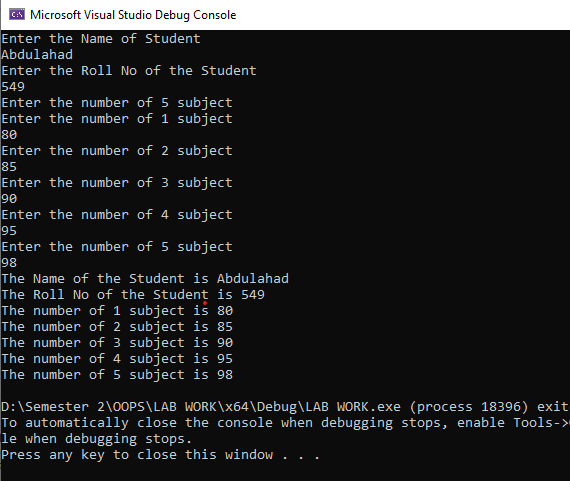 Microsoft Visual Studio Debug Console
Enter the Name of Student
Abdulahad
Enter the Roll No of the Student
549
Enter the number of 5 subject
Enter the number of 1 subject
80
Enter the number of 2 subject
85
Enter the number of 3 subject
90
Enter the number of 4 subject
95
Enter the number of 5 subject
98
The Name of the Student is Abdulahad
The Roll No of the Student is 549
The number of 1 subject is 80
The number of 2 subject is 85
The number of 3 subject is 90
The number of 4 subject is 95
The number of 5 subject is 98
D:\Semester 2\OOPS\LAB WORK\x64\Debug\LAB WORK.exe (process 18396) exit
To automatically close the console when debugging stops, enable Tools->
le when debugging stops.
Press any key to close this window . . .